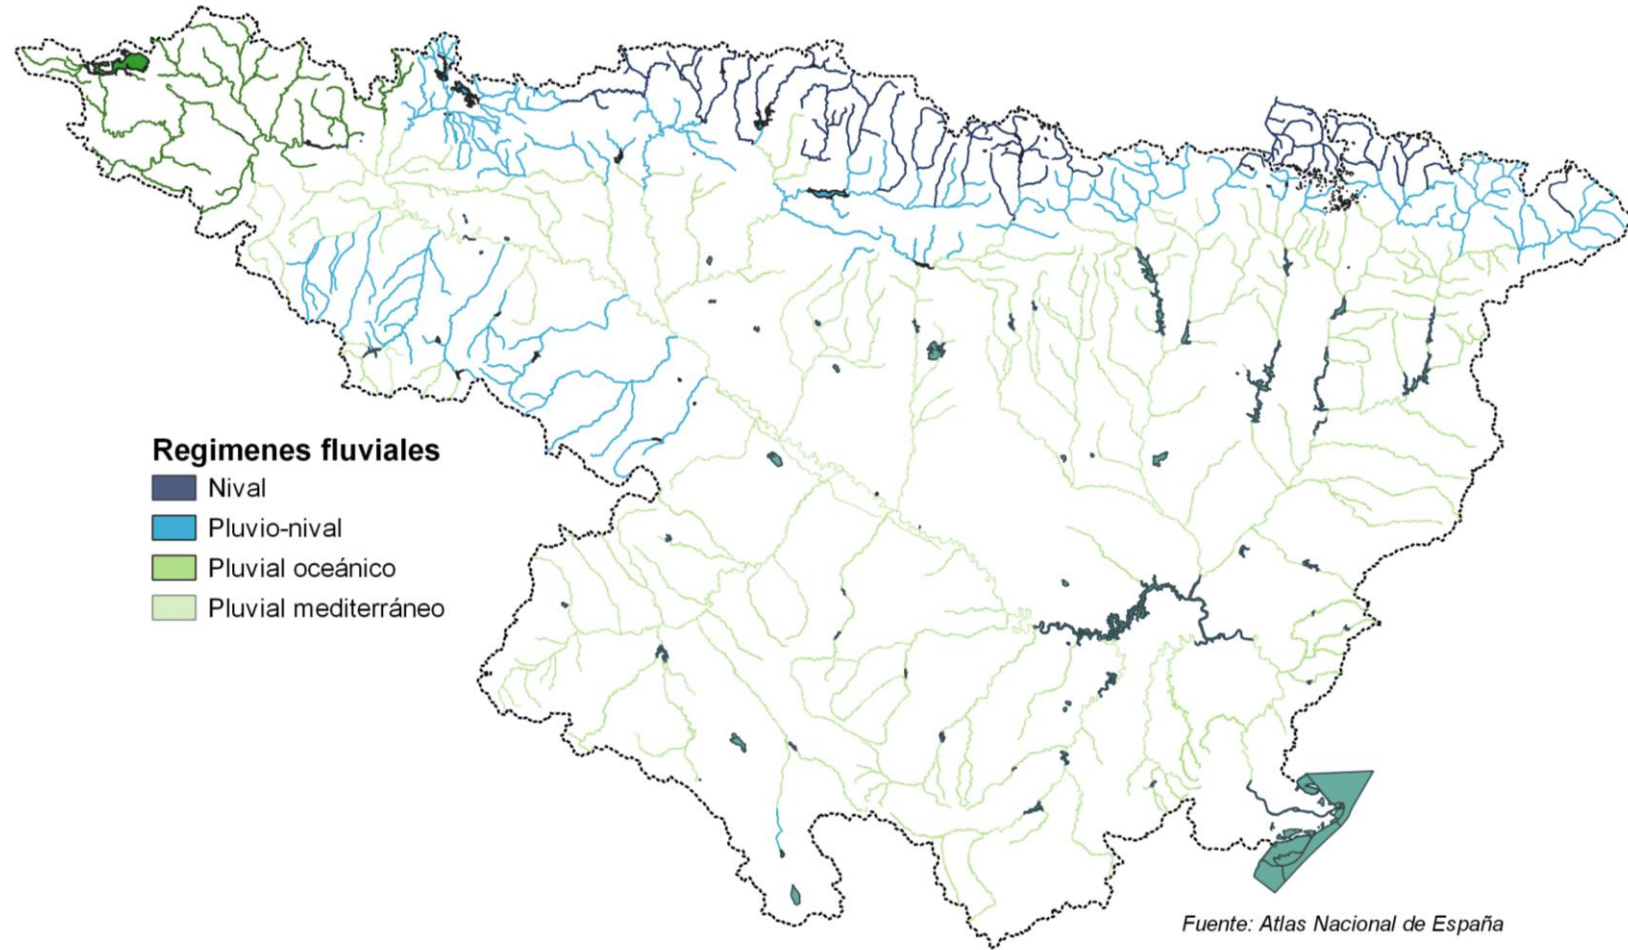 Regimenes fluviales
Nival
Pluvio-nival
Pluvial oceánico
Pluvial mediterráneo
Fuente: Atlas Nacional de España